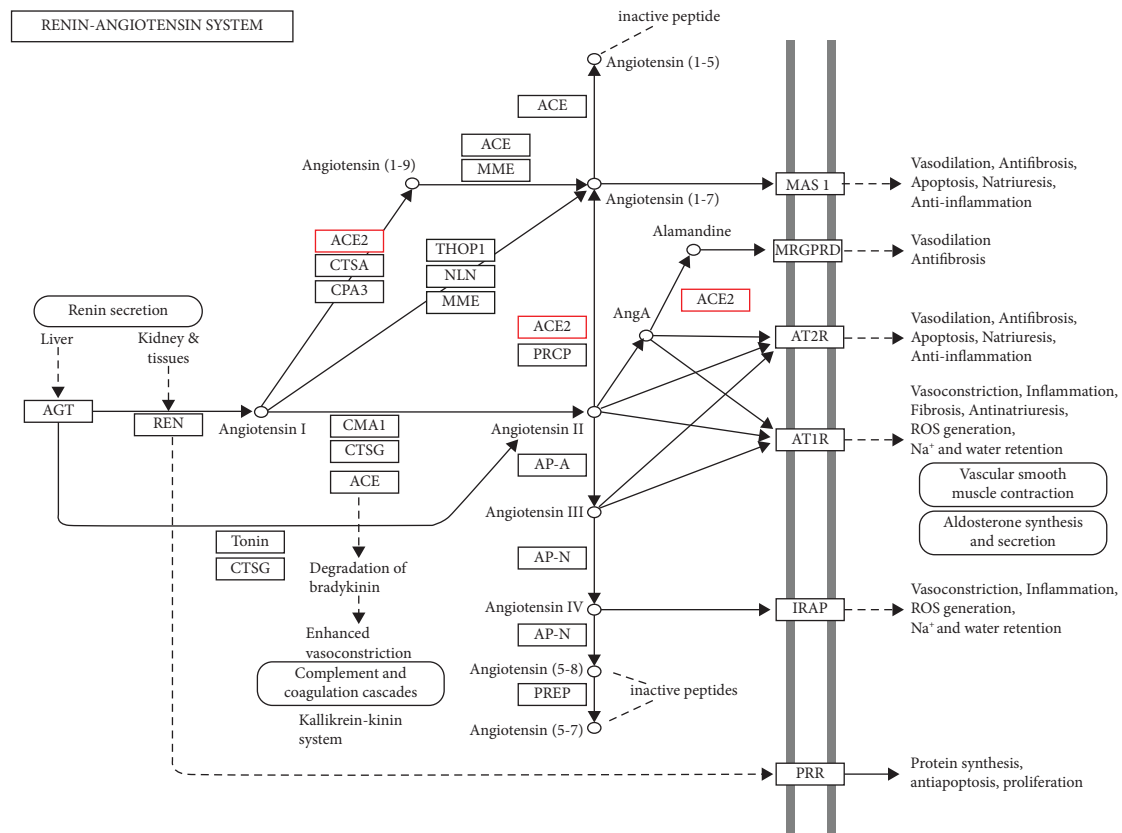 RENIN-ANGIOTENSIN SYSTEM
inactive peptide
Angiotensin (1-5)
ACE
ACE
MME
Angiotensin (1-9)
Angiotensin (1-7)
MAS 1
Vasodilation, Antifibrosis,
Apoptosis, Natriuresis,
Anti-inflammation
ACE2
CTSA
CPA3
THOP1
NLN
MME
Alamandine
MRGPRD
Vasodilation
Antifibrosis
ACE2
AngA
ACE2
PRCP
AT2R
Vasodilation, Antifibrosis,
Apoptosis, Natriuresis,
Anti-inflammation
Renin secretion
Liver
Kidney &
tissues
AGT
REN
Angiotensin I
CMA1
CTSG
ACE
Angiotensin II
AP-A
AT1R
Vasoconstriction, Inflammation,
Fibrosis, Antinatriuresis,
ROS generation,
Na⁺ and water retention
Vascular smooth
muscle contraction
Aldosterone synthesis
and secretion
Angiotensin III
Tonin
CTSG
Degradation of
bradykinin
AP-N
Enhanced
vasoconstriction
Complement and
coagulation cascades
Kallikrein-kinin
system
Angiotensin IV
IRAP
Vasoconstriction, Inflammation,
ROS generation,
Na⁺ and water retention
AP-N
Angiotensin (5-8)
PREP
inactive peptides
Angiotensin (5-7)
PRR
Protein synthesis,
antiapoptosis, proliferation